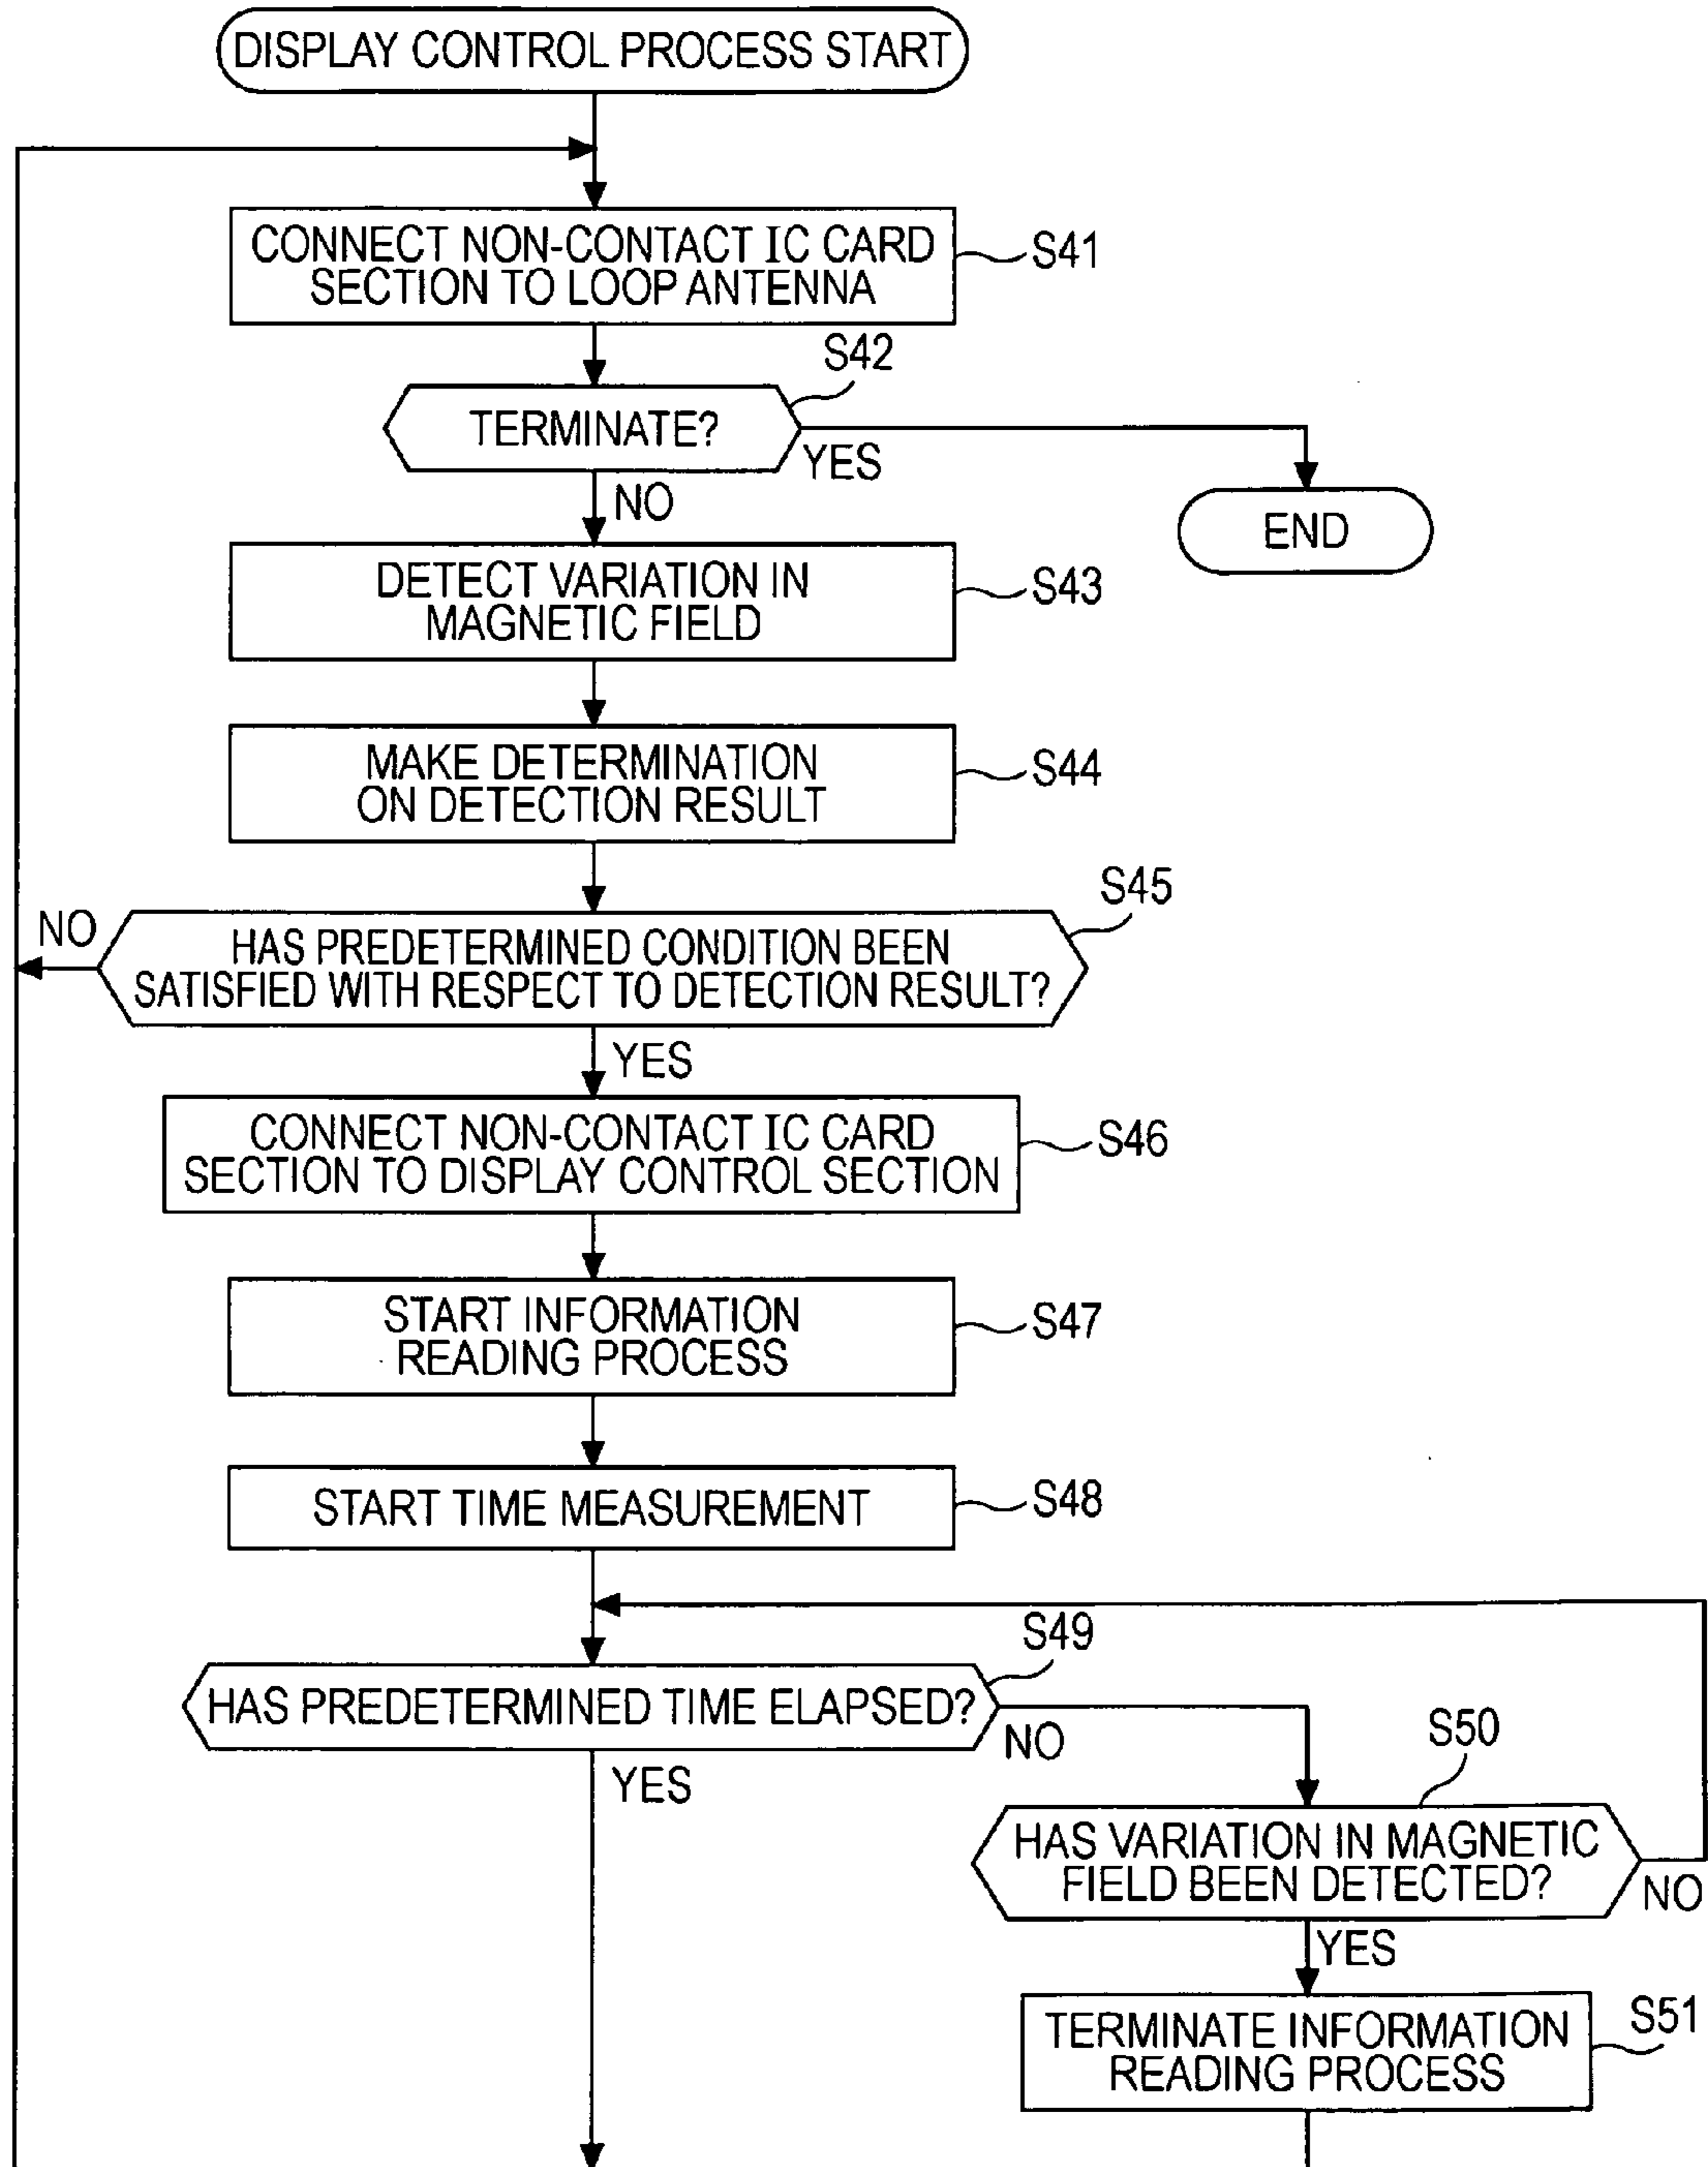 DISPLAY CONTROL PROCESS START
CONNECT NON-CONTACT IC CARD
SECTION TO LOOP ANTENNA
S41
S42
TERMINATE?
YES
NO
END
DETECT VARIATION IN
MAGNETIC FIELD
S43
MAKE DETERMINATION
ON DETECTION RESULT
S44
S45
NO
HAS PREDETERMINED CONDITION BEEN
SATISFIED WITH RESPECT TO DETECTION RESULT?
YES
CONNECT NON-CONTACT IC CARD
SECTION TO DISPLAY CONTROL SECTION
S46
START INFORMATION
READING PROCESS
S47
START TIME MEASUREMENT
S48
S49
HAS PREDETERMINED TIME ELAPSED?
NO
YES
S50
HAS VARIATION IN MAGNETIC
FIELD BEEN DETECTED?
NO
YES
S51
TERMINATE INFORMATION
READING PROCESS